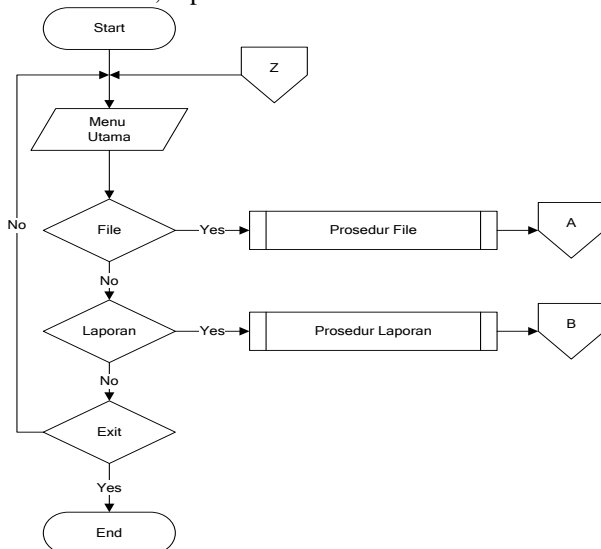 Start
Z
Menu
Utama
No
File
Yes
Prosedur File
A
No
Laporan
Yes
Prosedur Laporan
B
No
Exit
Yes
End